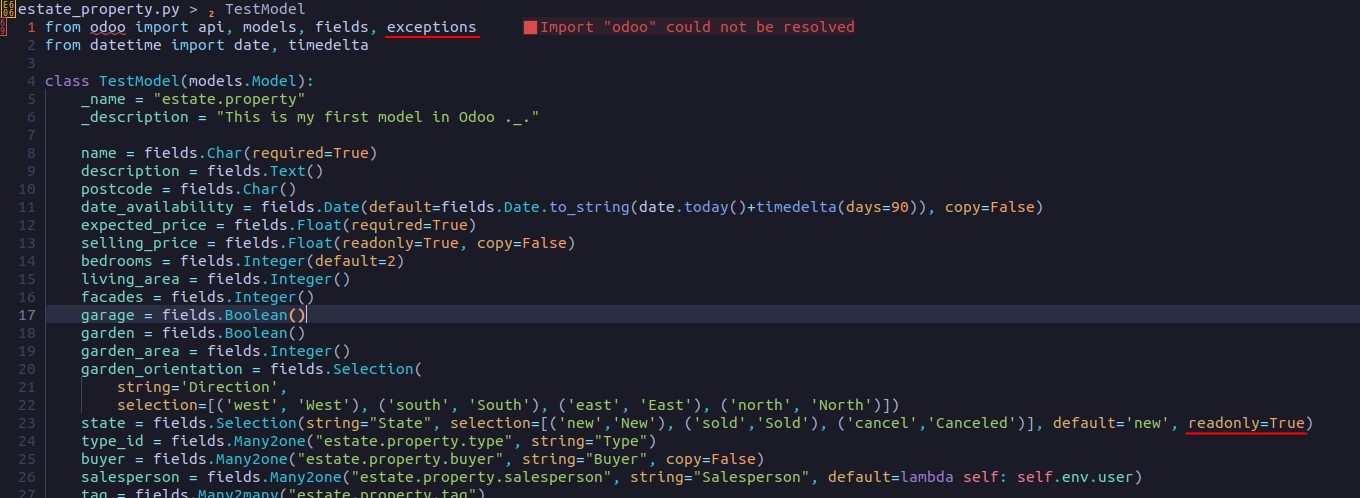 estate_property.py > 2 TestModel
1 from odoo import api, models, fields, exceptions Import "odoo" could not be resolved
2 from datetime import date, timedelta
3
4 class TestModel(models.Model):
5 _name = "estate.property"
6 _description = "This is my first model in Odoo ._."
7
8 name = fields.Char(required=True)
9 description = fields.Text()
10 postcode = fields.Char()
11 date_availability = fields.Date(default=fields.Date.to_string(date.today()+timedelta(days=90)), copy=False)
12 expected_price = fields.Float(required=True)
13 selling_price = fields.Float(readonly=True, copy=False)
14 bedrooms = fields.Integer(default=2)
15 living_area = fields.Integer()
16 facades = fields.Integer()
17 garage = fields.Boolean()
18 garden = fields.Boolean()
19 garden_area = fields.Integer()
20 garden_orientation = fields.Selection(
21 string='Direction',
22 selection=[('west', 'West'), ('south', 'South'), ('east', 'East'), ('north', 'North')])
23 state = fields.Selection(string="State", selection=[('new','New'), ('sold','Sold'), ('cancel','Canceled')], default='new', readonly=True)
24 type_id = fields.Many2one("estate.property.type", string="Type")
25 buyer = fields.Many2one("estate.property.buyer", string="Buyer", copy=False)
26 salesperson = fields.Many2one("estate.property.salesperson", string="Salesperson", default=lambda self: self.env.user)
27 tag = fields.Many2many("estate.property.tag")